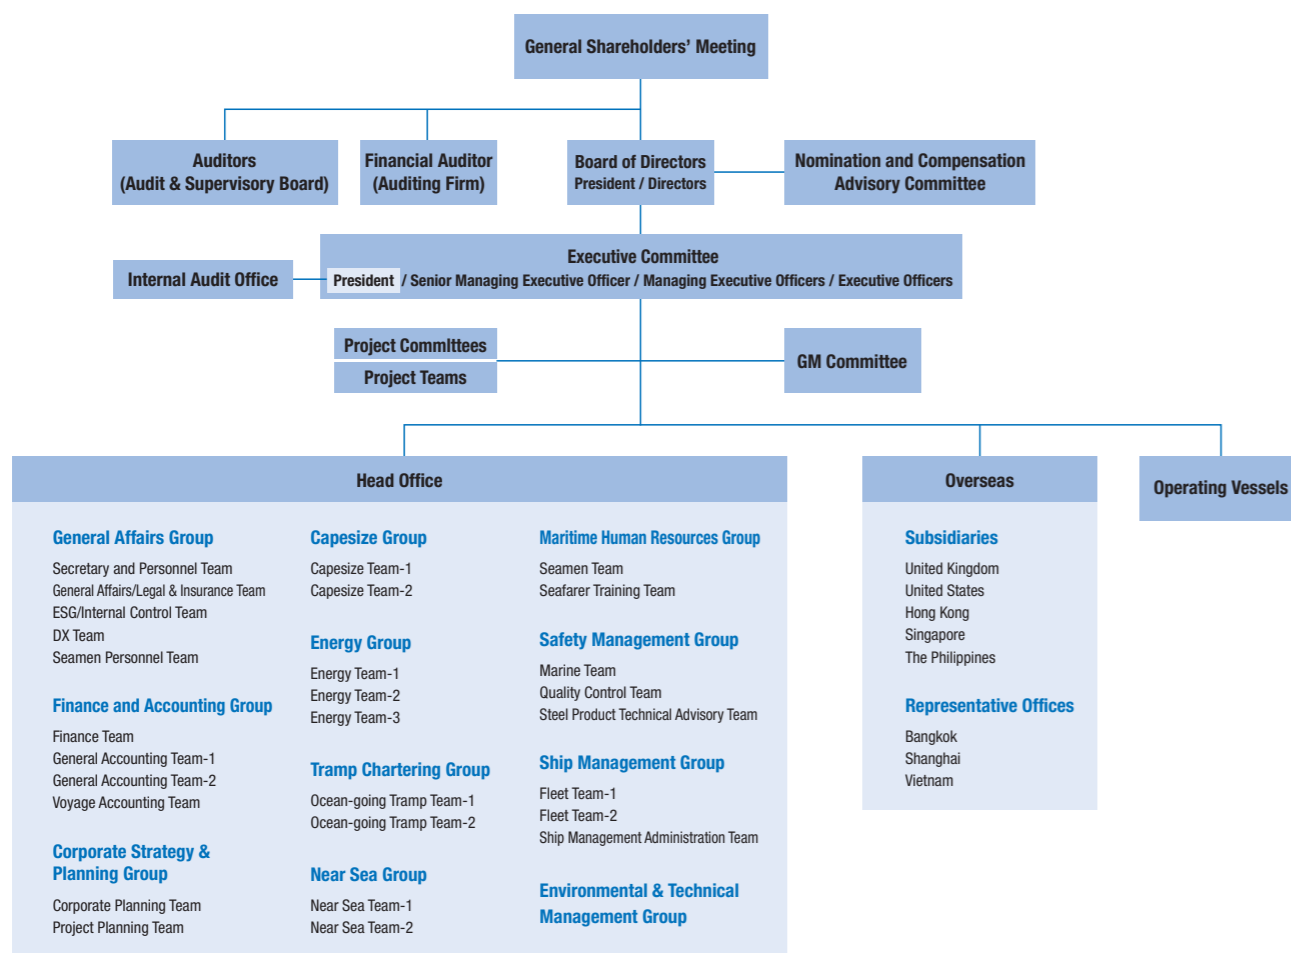 General Shareholders’ Meeting
Auditors
(Audit & Supervisory Board)
Financial Auditor
(Auditing Firm)
Board of Directors
President / Directors
Nomination and Compensation
Advisory Committee
Internal Audit Office
Executive Committee
President / Senior Managing Executive Officer / Managing Executive Officers / Executive Officers
Project CommIttees
Project Teams
GM Committee
Head Office
General Affairs Group
Secretary and Personnel Team
General Affairs/Legal & Insurance Team
ESG/Internal Control Team
DX Team
Seamen Personnel Team
Finance and Accounting Group
Finance Team
General Accounting Team-1
General Accounting Team-2
Voyage Accounting Team
Corporate Strategy &
Planning Group
Corporate Planning Team
Project Planning Team
Capesize Group
Capesize Team-1
Capesize Team-2
Energy Group
Energy Team-1
Energy Team-2
Energy Team-3
Tramp Chartering Group
Ocean-going Tramp Team-1
Ocean-going Tramp Team-2
Near Sea Group
Near Sea Team-1
Near Sea Team-2
Maritime Human Resources Group
Seamen Team
Seafarer Training Team
Safety Management Group
Marine Team
Quality Control Team
Steel Product Technical Advisory Team
Ship Management Group
Fleet Team-1
Fleet Team-2
Ship Management Administration Team
Environmental & Technical
Management Group
Overseas
Subsidiaries
United Kingdom
United States
Hong Kong
Singapore
The Philippines
Representative Offices
Bangkok
Shanghai
Vietnam
Operating Vessels